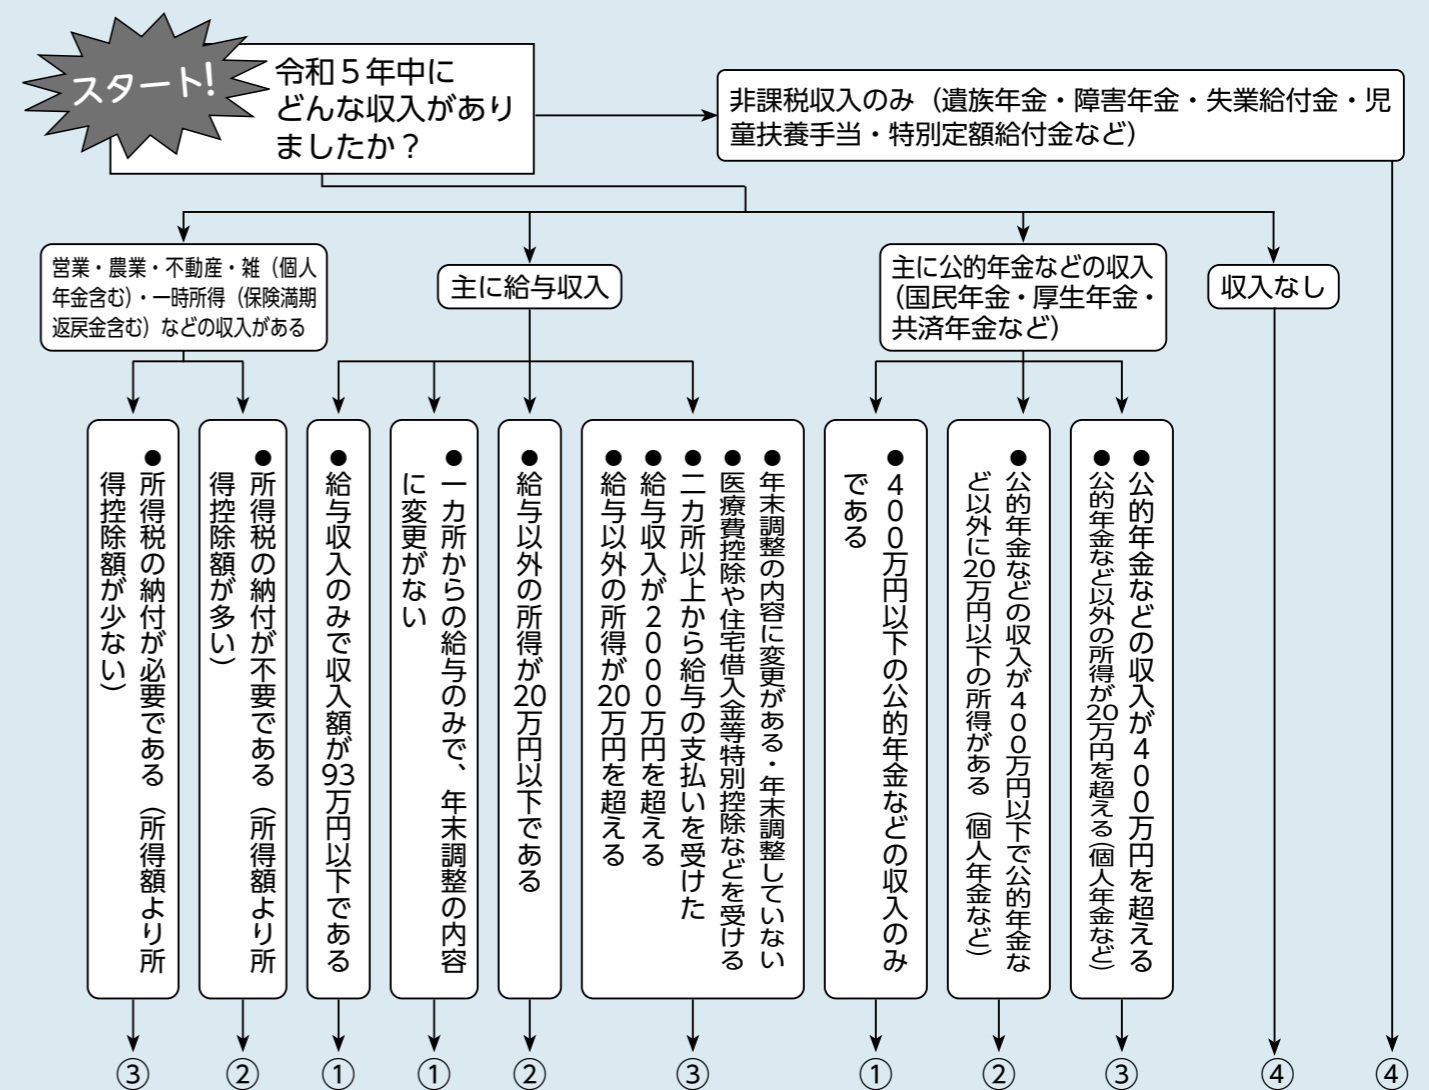 スタート!
令和５年中に
どんな収入があり
ましたか？
非課税収入のみ（遺族年金・障害年金・失業給付金・児
童扶養手当・特別定額給付金など）
営業・農業・不動産・雑（個人
年金含む）・一時所得（保険満期
返戻金含む）などの収入がある
主に給与収入
主に公的年金などの収入
（国民年金・厚生年金・
共済年金など）
収入なし
●所得税の納付が必要である（所得額より所
得控除額が少ない）
●所得税の納付が不要である（所得額より所
得控除額が多い）
●給与収入のみで収入額が93万円以下である
●一カ所からの給与のみで、年末調整の内容
に変更がない
●給与以外の所得が20万円以下である
●年末調整の内容に変更がある・年末調整していない
●医療費控除や住宅借入金等特別控除などを受ける
●二カ所以上から給与の支払いを受けた
●給与収入が２０００万円を超える
●給与以外の所得が20万円を超える
●４００万円以下の公的年金などの収入のみ
である
●公的年金などの収入が４００万円以下で公的年金な
ど以外に20万円以下の所得がある（個人年金など）
●公的年金などの収入が４００万円を超える
●公的年金など以外の所得が20万円を超える（個人年金など）
③
②
①
①
②
③
①
②
③
④
④